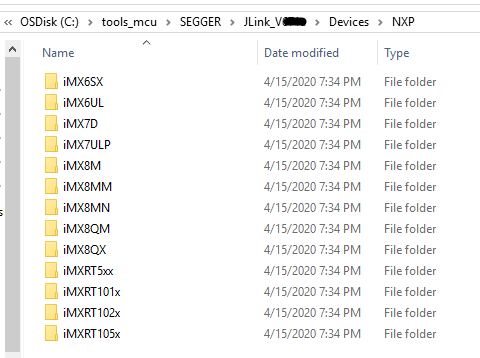 « OSDisk (C:) > tools_mcu > SEGGER > JLink_ > Devices > NXP
Name Date modified Type
iMX6SX 4/15/2020 7:34 PM File folder
iMX6UL 4/15/2020 7:34 PM File folder
iMX7D 4/15/2020 7:34 PM File folder
iMX7ULP 4/15/2020 7:34 PM File folder
iMX8M 4/15/2020 7:34 PM File folder
iMX8MM 4/15/2020 7:34 PM File folder
iMX8MN 4/15/2020 7:34 PM File folder
iMX8QM 4/15/2020 7:34 PM File folder
iMX8QX 4/15/2020 7:34 PM File folder
iMXRT5xx 4/15/2020 7:34 PM File folder
iMXRT101x 4/15/2020 7:34 PM File folder
iMXRT102x 4/15/2020 7:34 PM File folder
iMXRT105x 4/15/2020 7:34 PM File folder